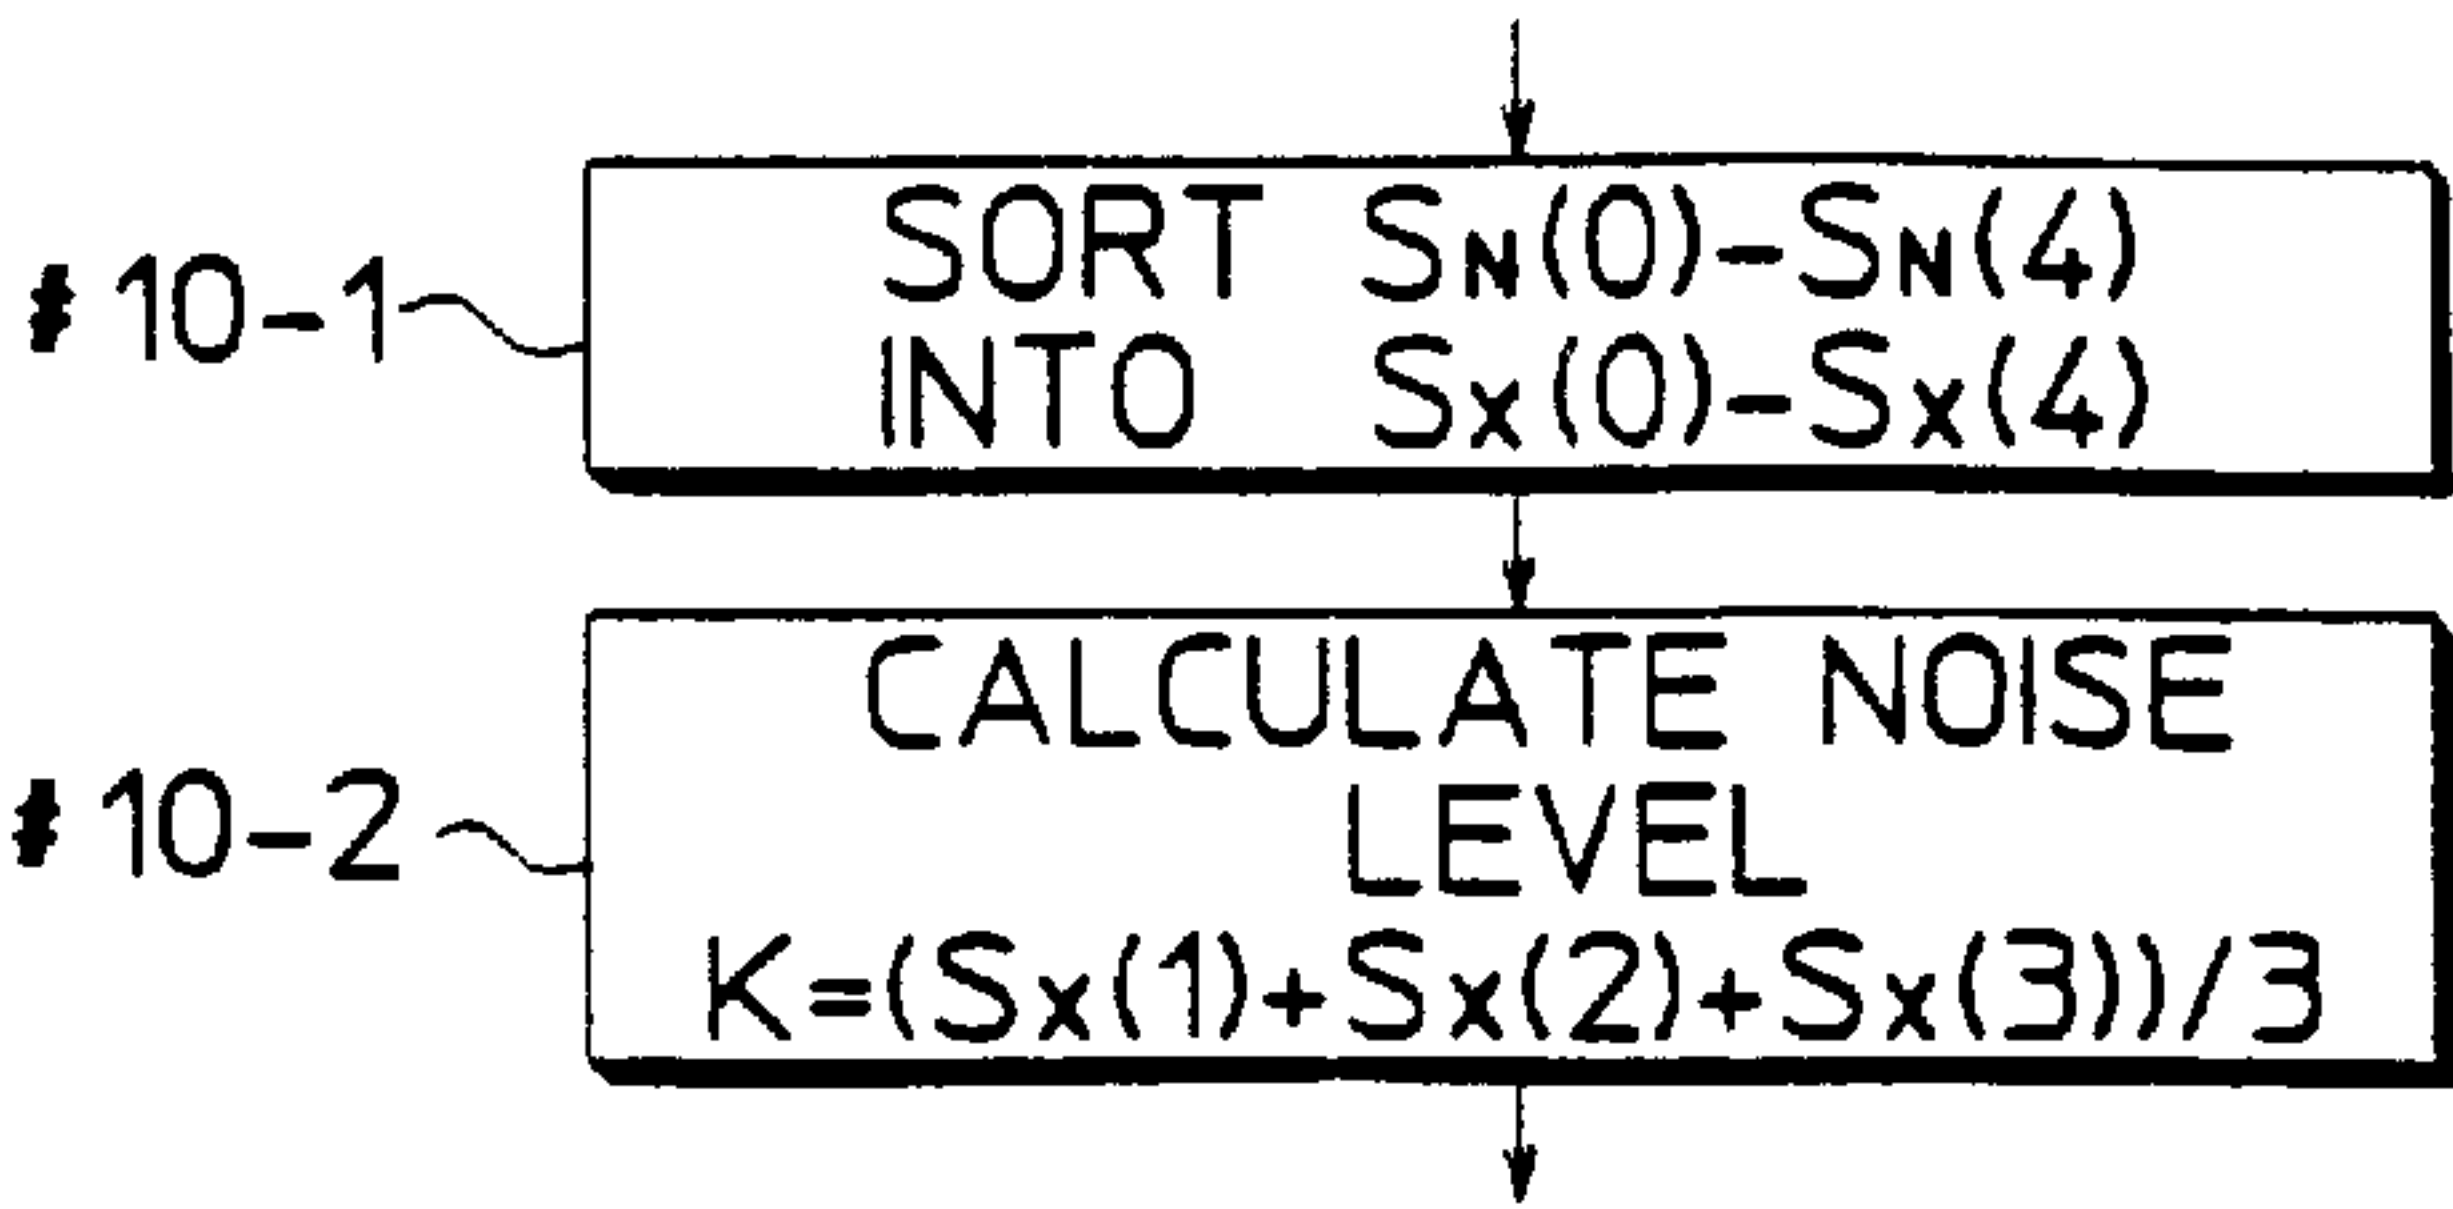 #10-1
SORT SN(0)-SN(4)
INTO SX(0)-SX(4)
#10-2
CALCULATE NOISE
LEVEL
K=(SX(1)+SX(2)+SX(3))/3